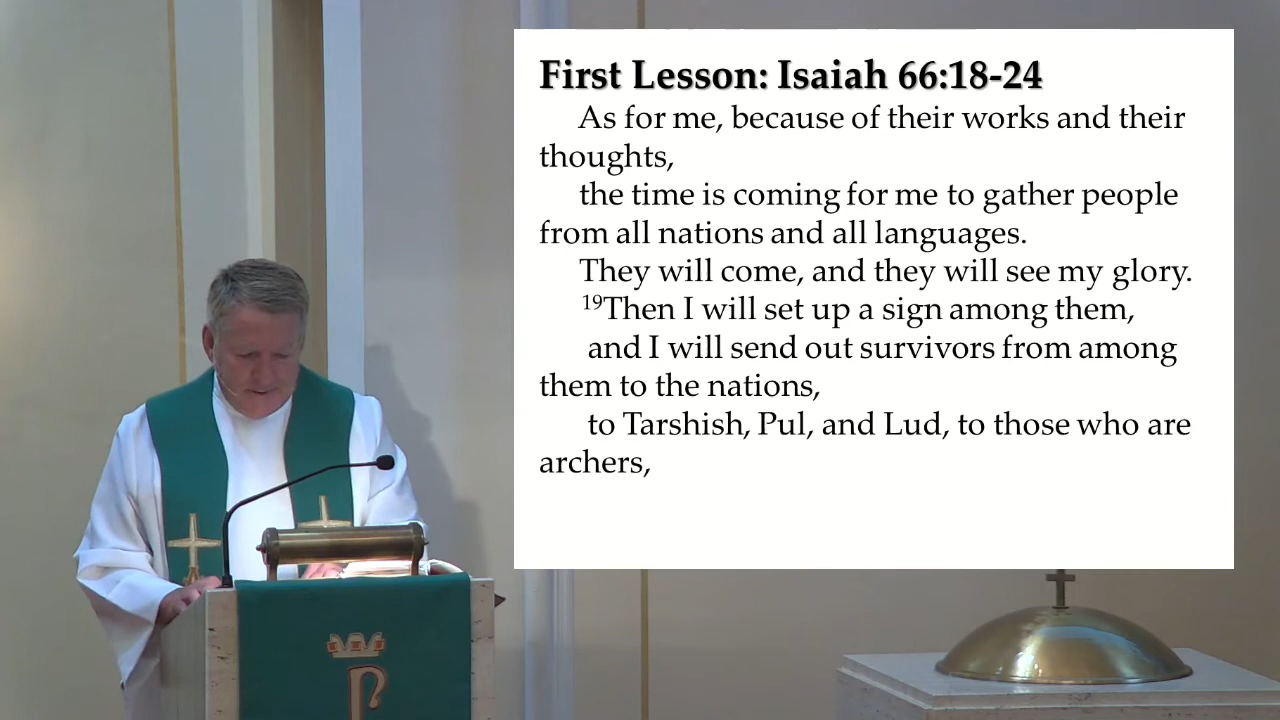 First Lesson: Isaiah 66:18-24
As for me, because of their works and their
thoughts,
the time is coming for me to gather people
from all nations and all languages.
They will come, and they will see my glory.
19Then I will set up a sign among them,
and I will send out survivors from among
them to the nations,
to Tarshish, Pul, and Lud, to those who are
archers,